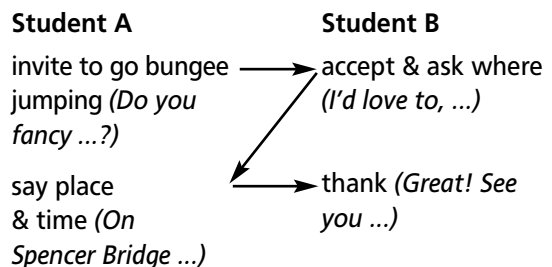 Student A
Student B
invite to go bungee
jumping (Do you
fancy ...?)
accept & ask where
(I'd love to, ...)
say place
& time (On
Spencer Bridge ...)
thank (Great! See
you ...)